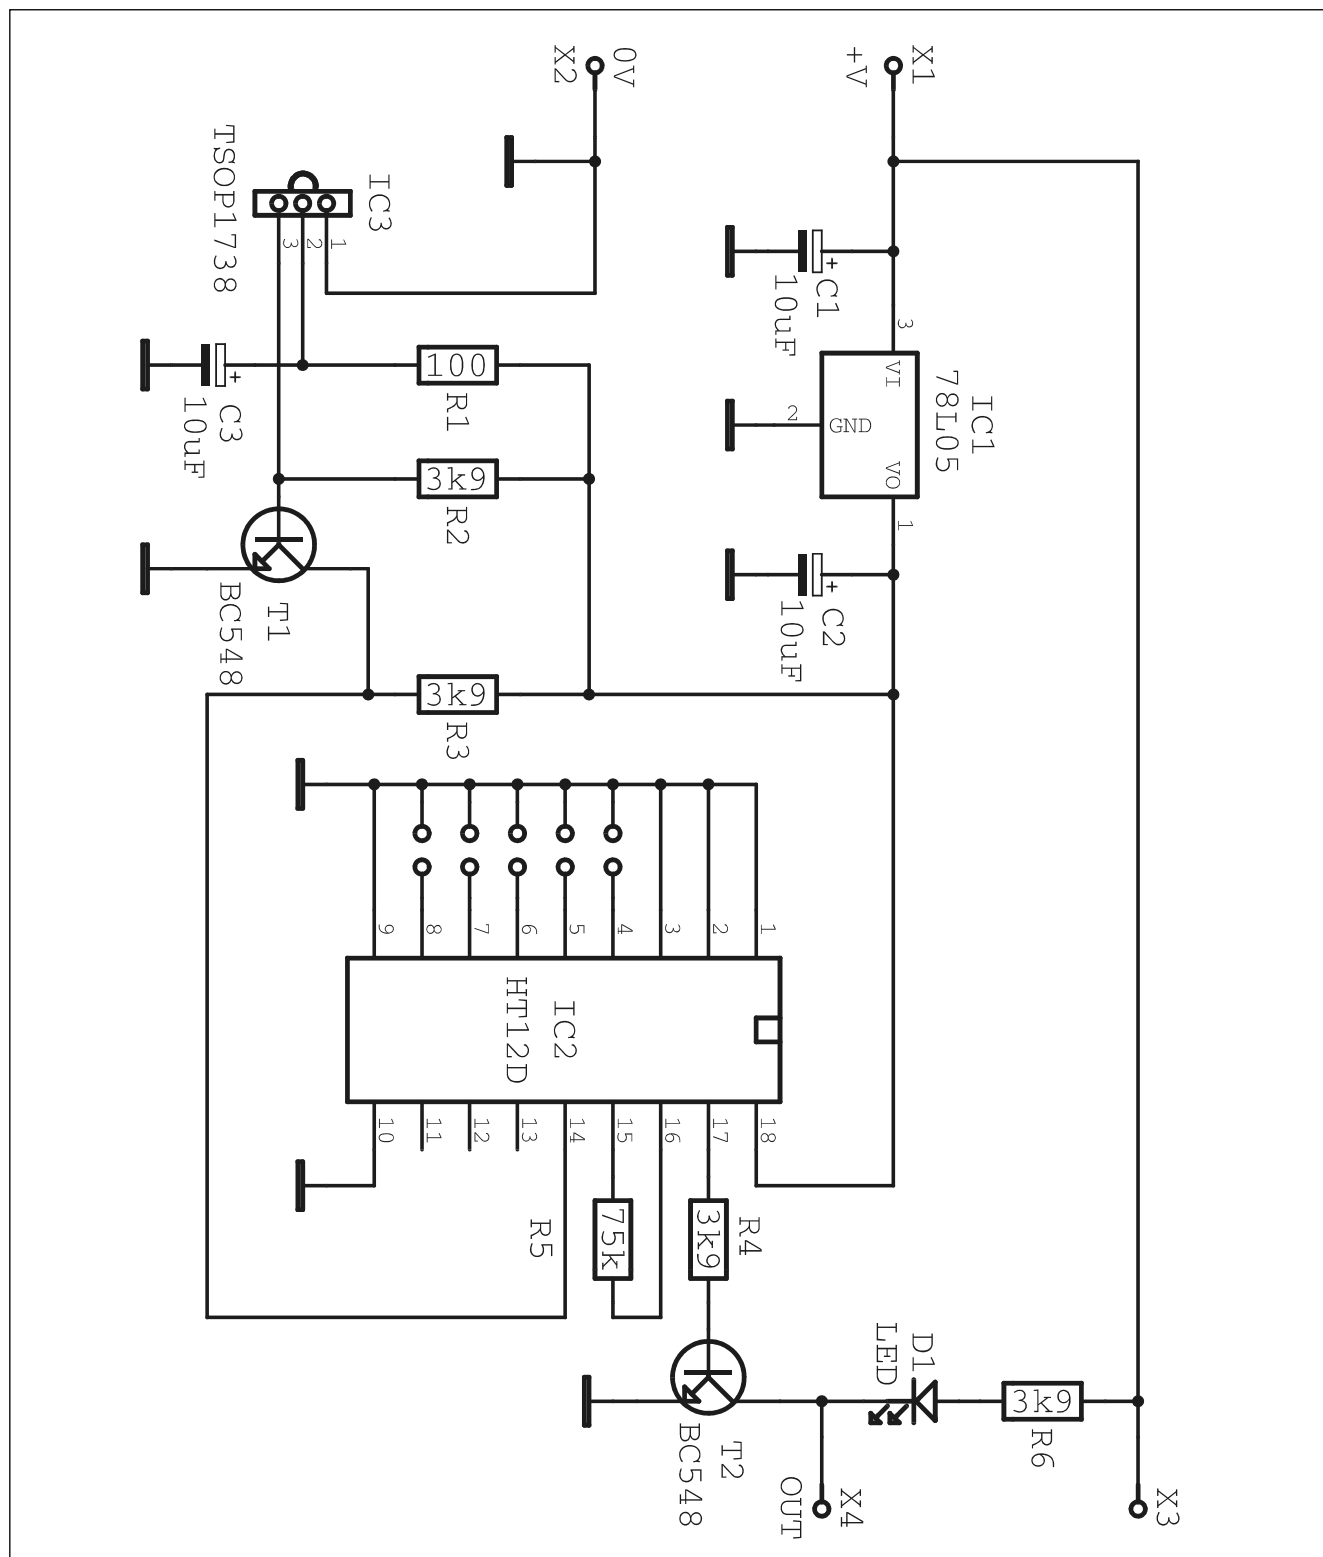 X1
+V
X2
0V
IC3
TSOP1738
1
2
3
C1
10uF
+
3
VI
IC1
78L05
2
GND
VO
1
C2
10uF
+
100
R1
C3
10uF
+
3k9
R2
T1
BC548
3k9
R3
1
2
3
4
5
6
7
8
9
IC2
HT12D
18
17
16
15
14
13
12
11
10
R4
3k9
R5
75k
T2
BC548
D1
LED
3k9
R6
X4
OUT
X3